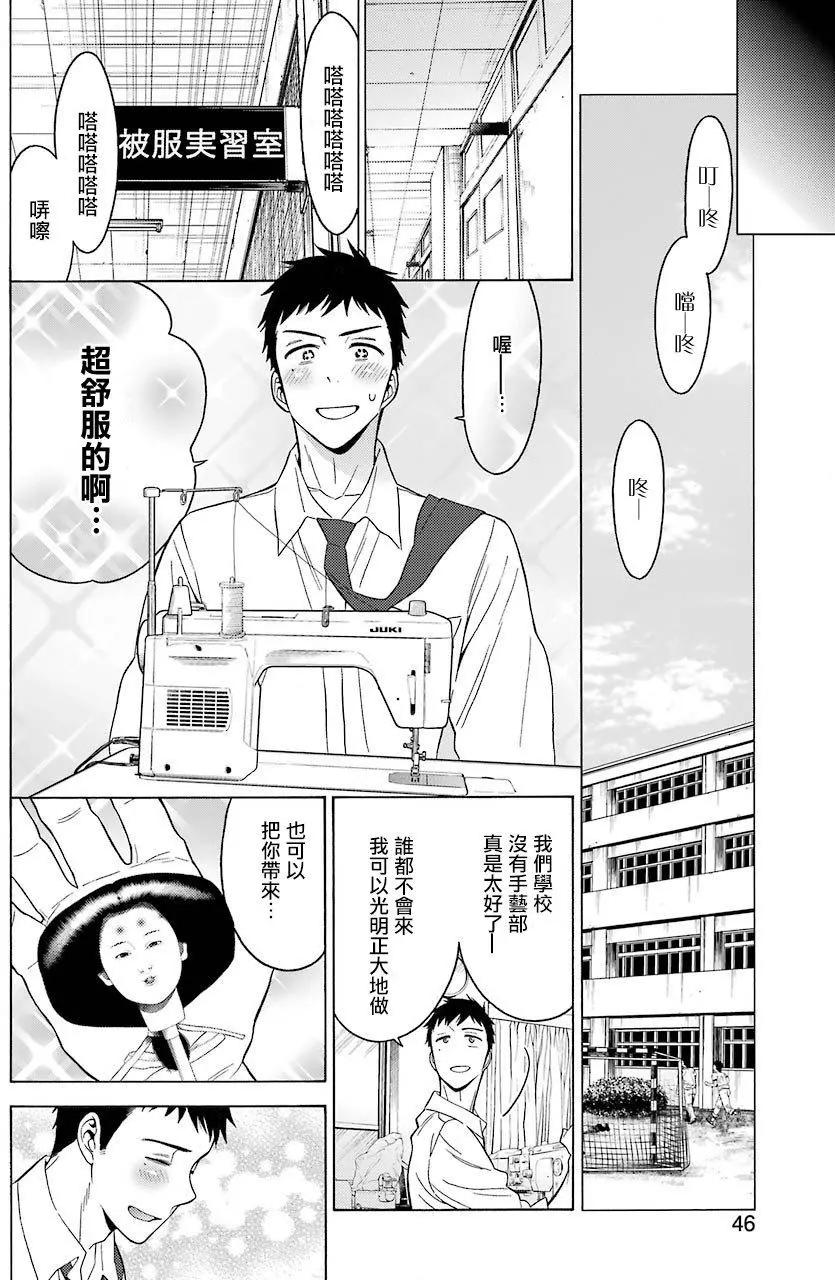 叮—咚
噹—咚
咚—
嗒嗒嗒嗒嗒嗒
被服実習室
嗒嗒嗒嗒嗒
哢嚓
喔——…
超舒服的啊…
JUKI
我們學校
沒有手藝部
真是太好了—
誰都不會來
我可以光明正大地做
也可以
把你帶來…
46